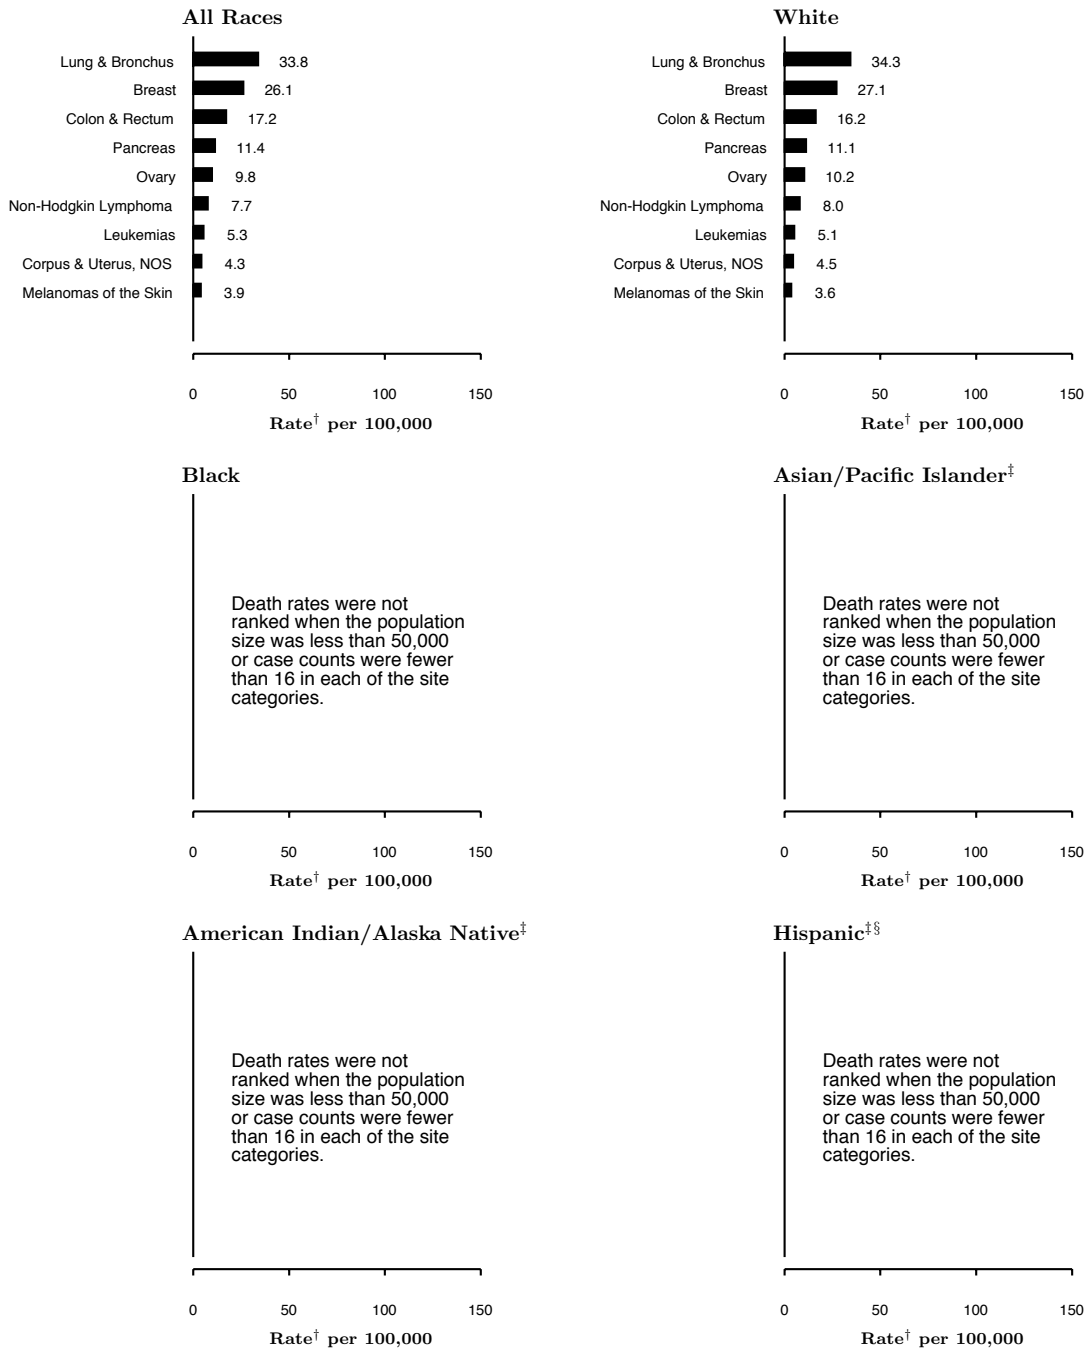 All Races
Lung & Bronchus 33.8
Breast 26.1
Colon & Rectum 17.2
Pancreas 11.4
Ovary 9.8
Non-Hodgkin Lymphoma 7.7
Leukemias 5.3
Corpus & Uterus, NOS 4.3
Melanomas of the Skin 3.9
0 50 100 150
Rate† per 100,000
White
Lung & Bronchus 34.3
Breast 27.1
Colon & Rectum 16.2
Pancreas 11.1
Ovary 10.2
Non-Hodgkin Lymphoma 8.0
Leukemias 5.1
Corpus & Uterus, NOS 4.5
Melanomas of the Skin 3.6
0 50 100 150
Rate† per 100,000
Black
Death rates were not
ranked when the population
size was less than 50,000
or case counts were fewer
than 16 in each of the site
categories.
0 50 100 150
Rate† per 100,000
Asian/Pacific Islander‡
Death rates were not
ranked when the population
size was less than 50,000
or case counts were fewer
than 16 in each of the site
categories.
0 50 100 150
Rate† per 100,000
American Indian/Alaska Native‡
Death rates were not
ranked when the population
size was less than 50,000
or case counts were fewer
than 16 in each of the site
categories.
0 50 100 150
Rate† per 100,000
Hispanic‡§
Death rates were not
ranked when the population
size was less than 50,000
or case counts were fewer
than 16 in each of the site
categories.
0 50 100 150
Rate† per 100,000